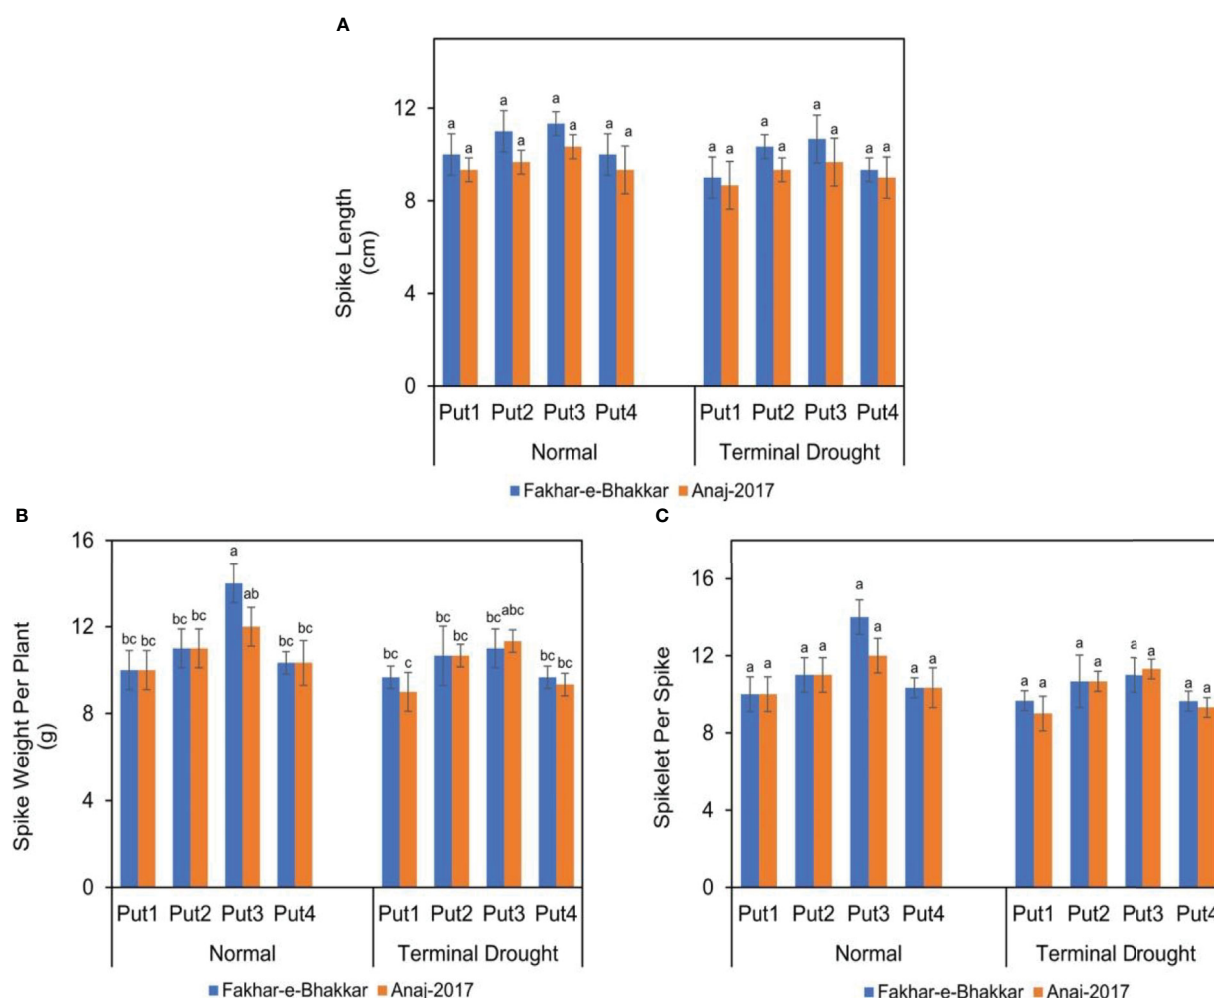 A
Spike Length
(cm)
12
8
4
0
a a a a a a a a a a a a a a a a
Put1 Put2 Put3 Put4 Put1 Put2 Put3 Put4
Normal Terminal Drought
Fakhar-e-Bhakkar Anaj-2017
B
Spike Weight Per Plant
(g)
16
12
8
4
0
bc bc bc bc a ab bc bc bc c bc bc bc abc bc bc
Put1 Put2 Put3 Put4 Put1 Put2 Put3 Put4
Normal Terminal Drought
Fakhar-e-Bhakkar Anaj-2017
C
Spikelet Per Spike
16
12
8
4
0
a a a a a a a a a a a a a a a a
Put1 Put2 Put3 Put4 Put1 Put2 Put3 Put4
Normal Terminal Drought
Fakhar-e-Bhakkar Anaj-2017